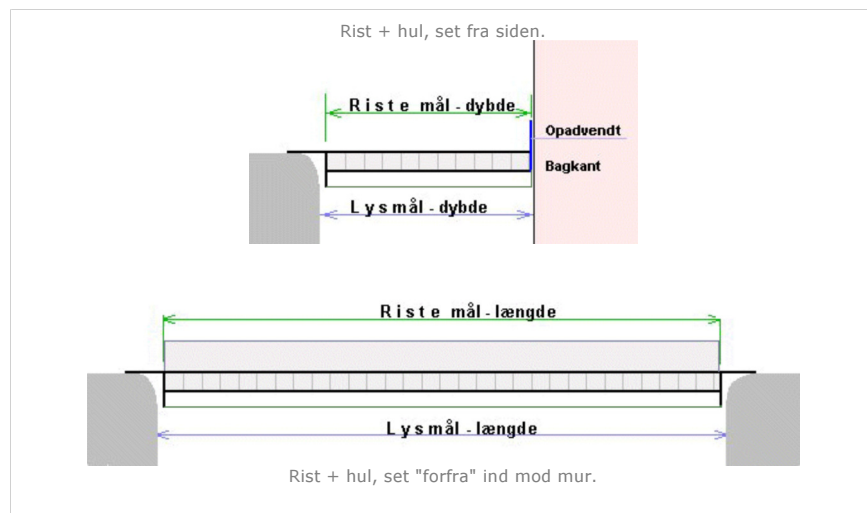 Rist + hul, set fra siden.
Riste mål - dybde
Opadvendt
Bagkant
Lysmål - dybde
Riste mål - længde
Lysmål - længde
Rist + hul, set "forfra" ind mod mur.